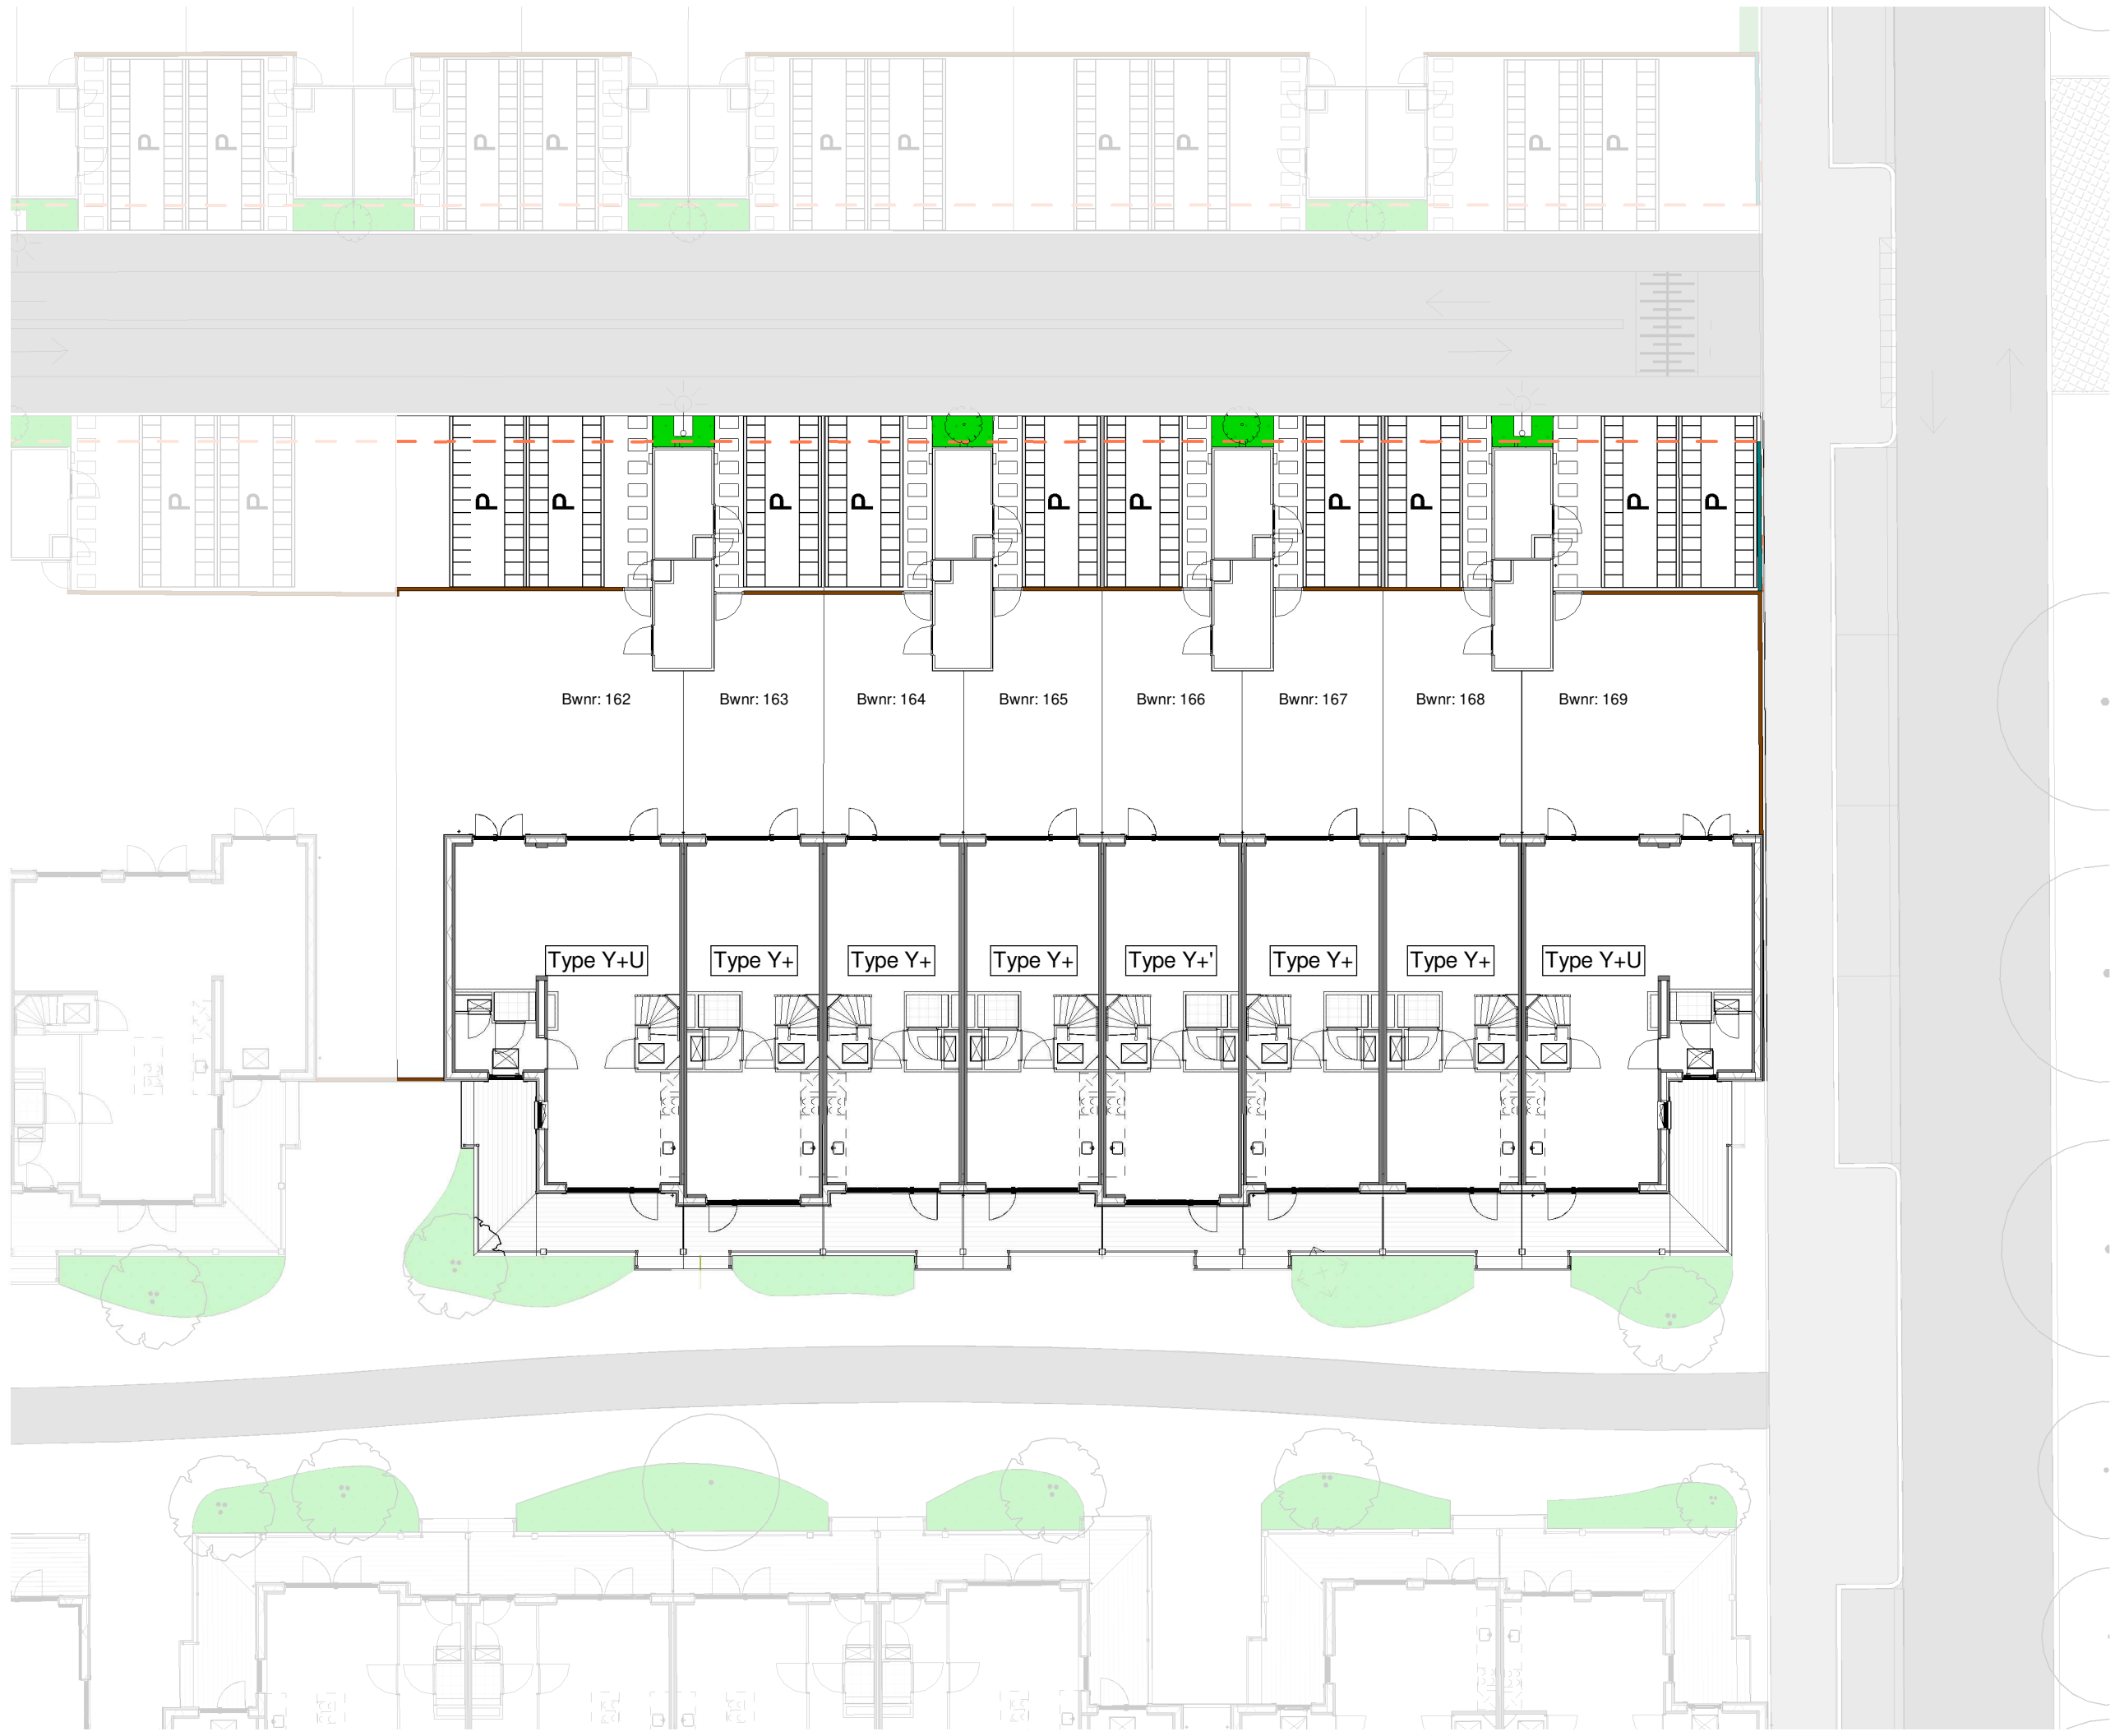 P P P P P P P P P P
P P P P P P P P P P P P
Bwnr: 162 Bwnr: 163 Bwnr: 164 Bwnr: 165 Bwnr: 166 Bwnr: 167 Bwnr: 168 Bwnr: 169
Type Y+U Type Y+ Type Y+ Type Y+ Type Y+' Type Y+ Type Y+ Type Y+U